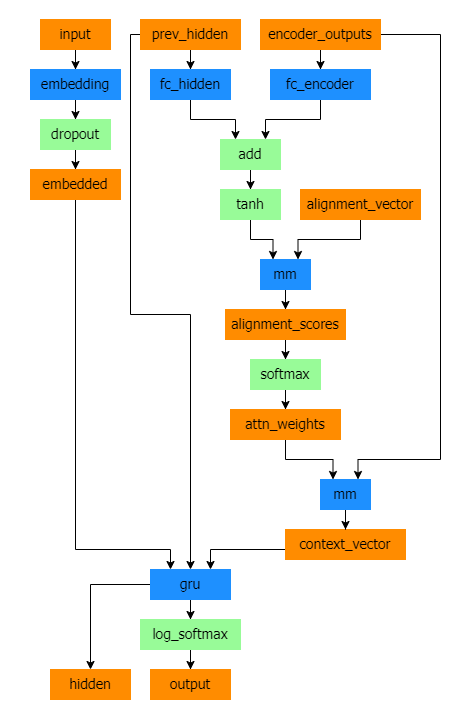 input
prev_hidden
encoder_outputs
embedding
fc_hidden
fc_encoder
dropout
add
embedded
tanh
alignment_vector
mm
alignment_scores
softmax
attn_weights
mm
context_vector
gru
log_softmax
hidden
output